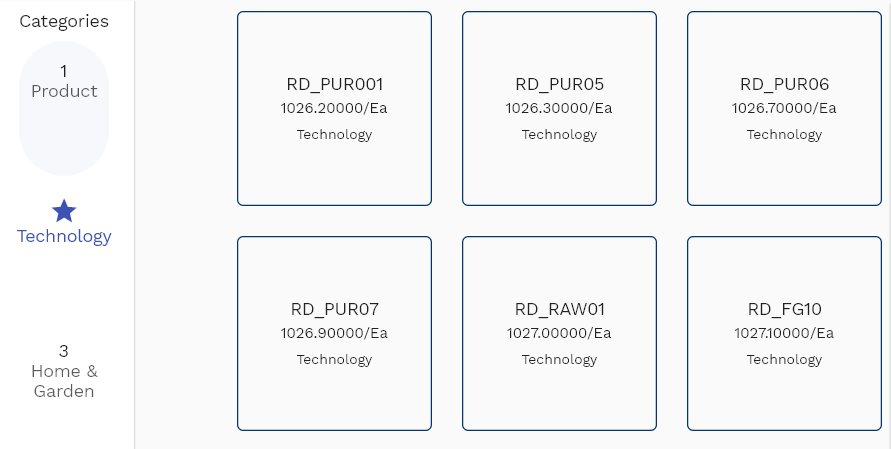 Categories
1
Product
Technology
3
Home &
Garden
RD_PUR001
1026.20000/Ea
Technology
RD_PUR05
1026.30000/Ea
Technology
RD_PUR06
1026.70000/Ea
Technology
RD_PUR07
1026.90000/Ea
Technology
RD_RAW01
1027.00000/Ea
Technology
RD_FG10
1027.10000/Ea
Technology